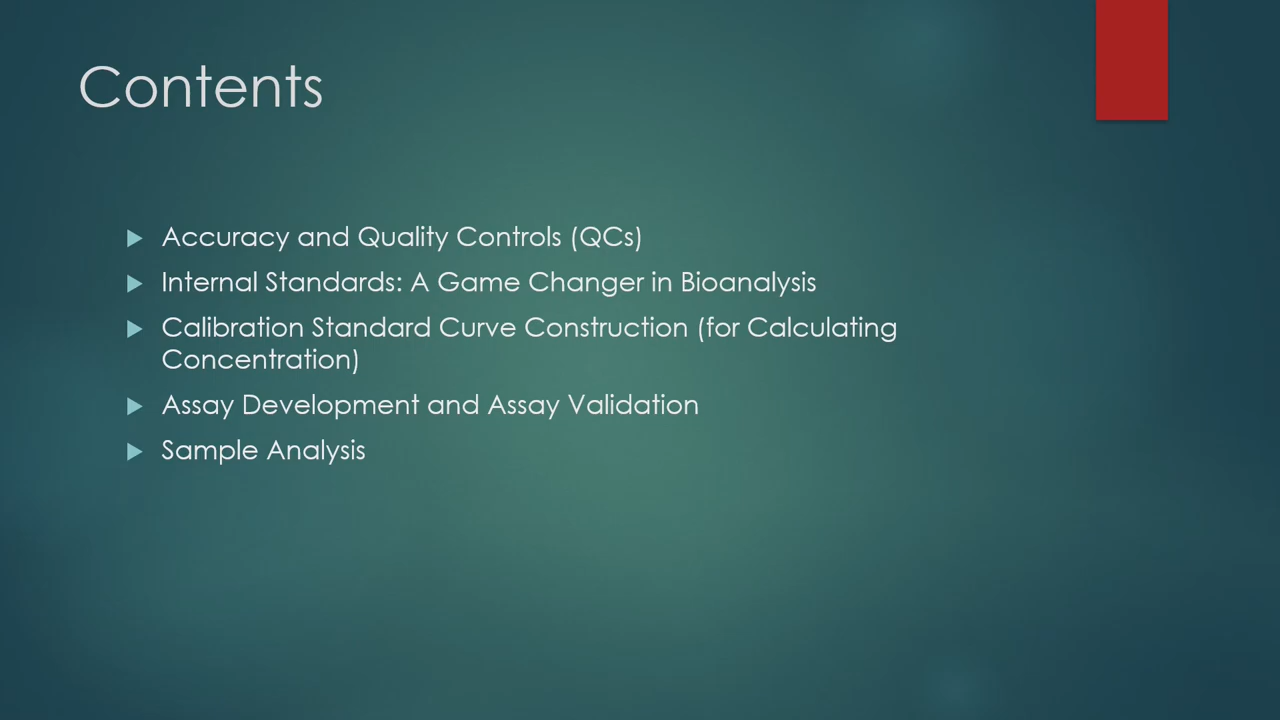 Contents
Accuracy and Quality Controls (QCs)
Internal Standards: A Game Changer in Bioanalysis
Calibration Standard Curve Construction (for Calculating
Concentration)
Assay Development and Assay Validation
Sample Analysis